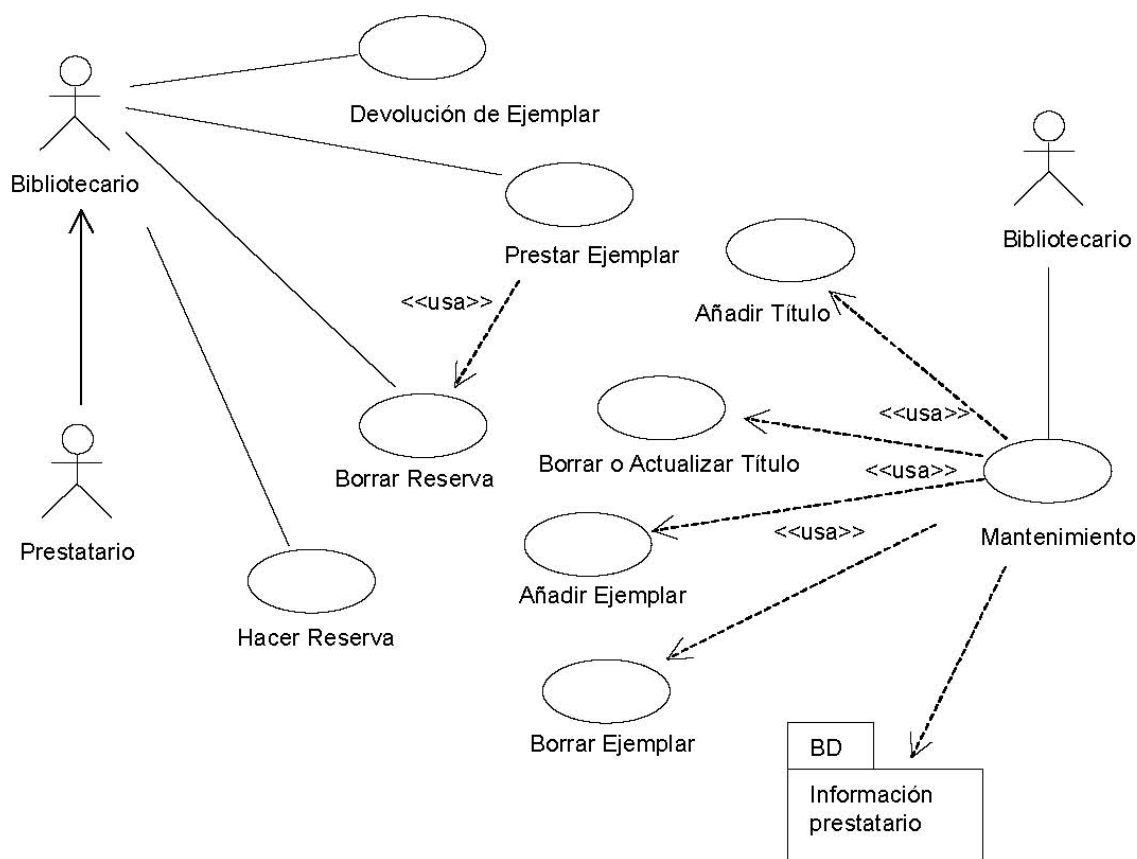 Devolución de Ejemplar
Bibliotecario
Prestar Ejemplar
Bibliotecario
<<usa>>
Añadir Título
<<usa>>
Borrar o Actualizar Título
<<usa>>
Borrar Reserva
<<usa>>
Mantenimiento
Prestatario
Añadir Ejemplar
Hacer Reserva
Borrar Ejemplar
BD
Información
prestatario